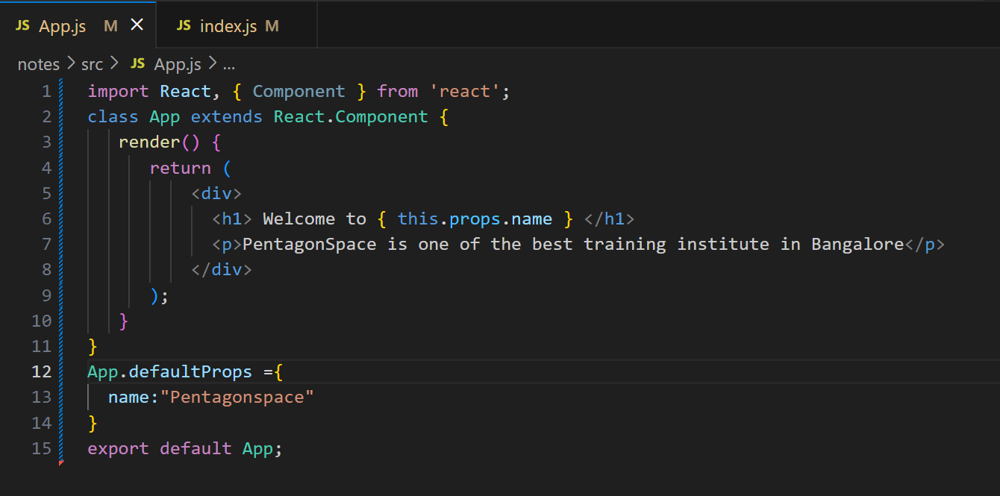 JS App.js M × JS index.js M
notes > src > JS App.js > ...
1 import React, { Component } from 'react';
2 class App extends React.Component {
3 render() {
4 return (
5 <div>
6 <h1> Welcome to { this.props.name } </h1>
7 <p>PentagonSpace is one of the best training institute in Bangalore</p>
8 </div>
9 );
10 }
11 }
12 App.defaultProps ={
13 name:"Pentagonspace"
14 }
15 export default App;